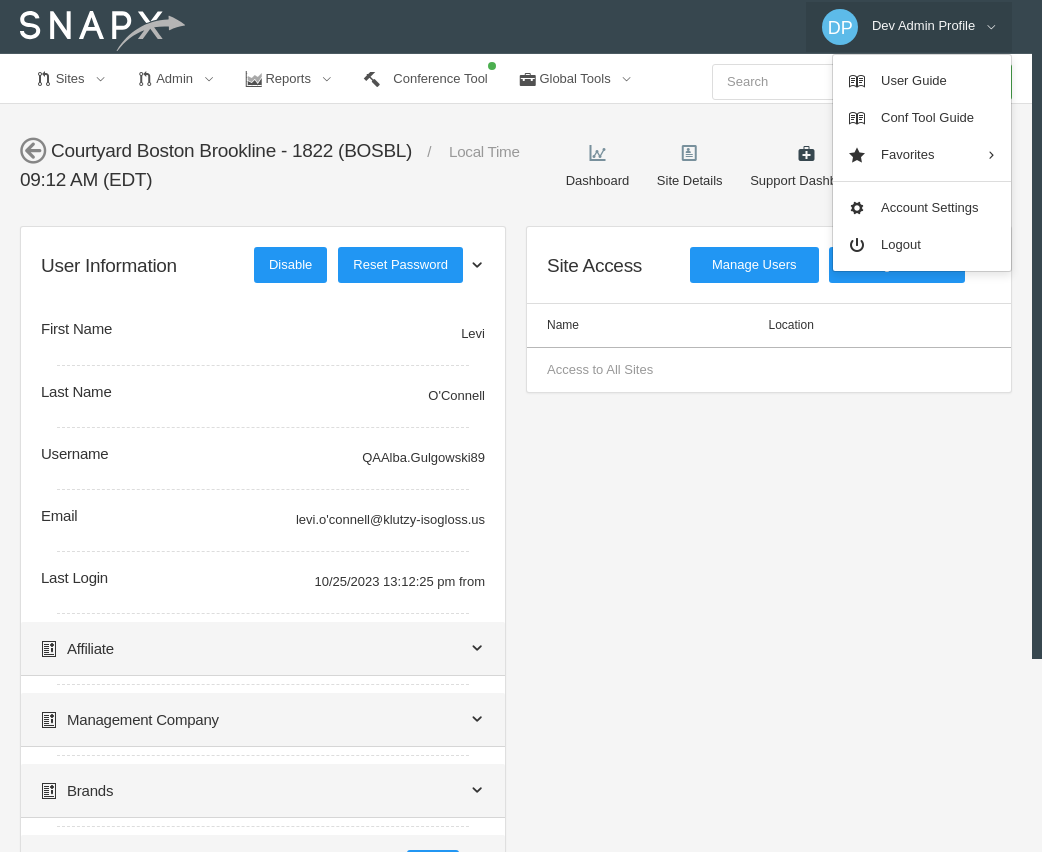 SNAPX
DP Dev Admin Profile
Sites Admin Reports Conference Tool Global Tools Search
User Guide
Conf Tool Guide
Favorites
Account Settings
Logout
Courtyard Boston Brookline - 1822 (BOSBL) / Local Time
09:12 AM (EDT)
Dashboard Site Details Support
User Information Disable Reset Password
First Name Levi
Last Name O'Connell
Username QAAlba.Gulgowski89
Email levi.o'connell@klutzy-isogloss.us
Last Login 10/25/2023 13:12:25 pm from
Affiliate
Management Company
Brands
Site Access Manage Users
Name Location
Access to All Sites